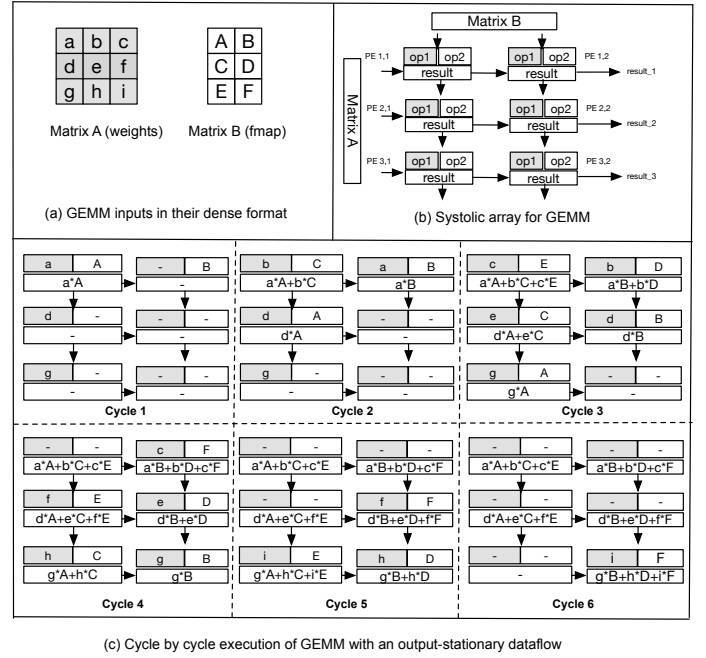 a b c
d e f
g h i
Matrix A (weights)
A B
C D
E F
Matrix B (fmap)
(a) GEMM inputs in their dense format
Matrix B
Matrix A
PE 1,1 op1 op2 op1 op2 PE 1,2
result result result_1
PE 2,1 op1 op2 op1 op2 PE 2,2
result result result_2
PE 3,1 op1 op2 op1 op2 PE 3,2
result result result_3
(b) Systolic array for GEMM
a A - B
a*A -
d - - -
- -
g - - -
- -
Cycle 1
b C a B
a*A+b*C a*B
d A - -
d*A -
g - - -
- -
Cycle 2
c E b D
a*A+b*C+c*E a*B+b*D
e C d B
d*A+e*C d*B
g A - -
g*A -
Cycle 3
- - c F
a*A+b*C+c*E a*B+b*D+c*F
f E e D
d*A+e*C+f*E d*B+e*D
h C g B
g*A+h*C g*B
Cycle 4
- - - -
a*A+b*C+c*E a*B+b*D+c*F
- - f F
d*A+e*C+f*E d*B+e*D+f*F
i E h D
g*A+h*C+i*E g*B+h*D
Cycle 5
- - - -
a*A+b*C+c*E a*B+b*D+c*F
- - - -
d*A+e*C+f*E d*B+e*D+f*F
- - i F
- g*B+h*D+i*F
Cycle 6
(c) Cycle by cycle execution of GEMM with an output-stationary dataflow